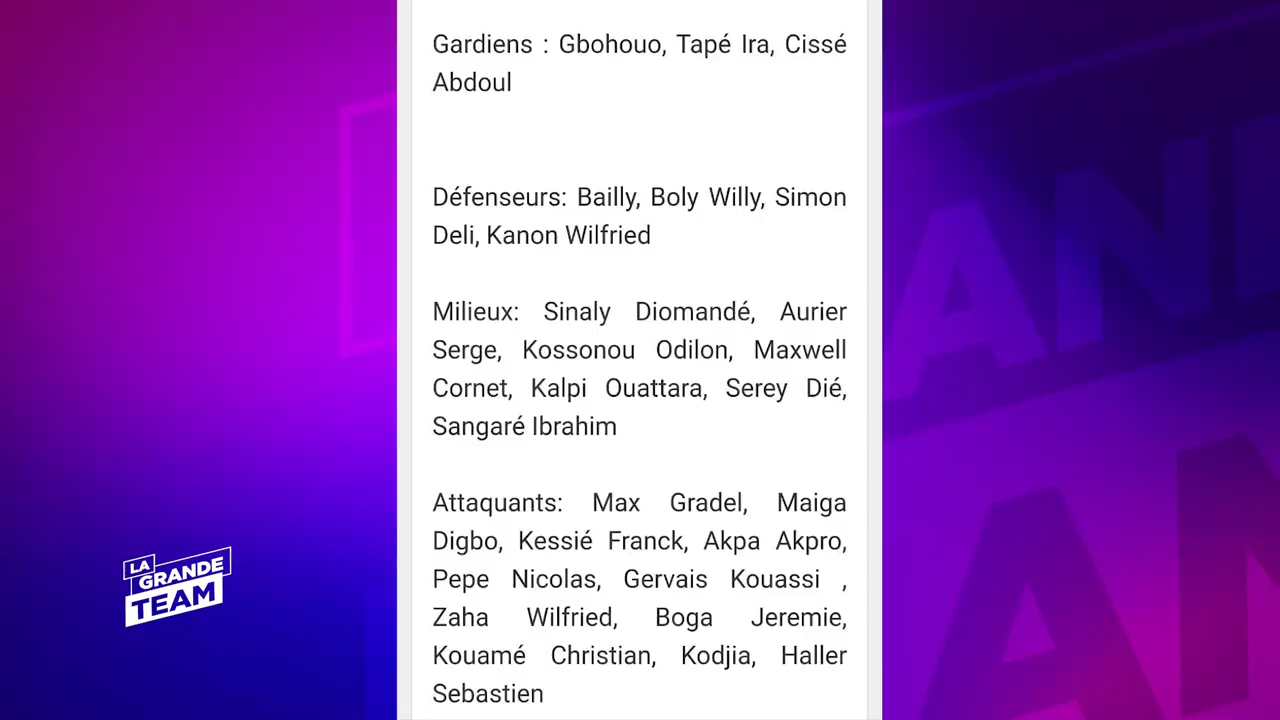 Gardiens : Gbohouo, Tapé Ira, Cissé
Abdoul
Défenseurs: Bailly, Boly Willy, Simon
Deli, Kanon Wilfried
Milieux: Sinaly Diomandé, Aurier
Serge, Kossonou Odilon, Maxwell
Cornet, Kalpi Ouattara, Serey Dié,
Sangaré Ibrahim
Attaquants: Max Gradel, Maiga
Digbo, Kessié Franck, Akpa Akpro,
Pepe Nicolas, Gervais Kouassi ,
Zaha Wilfried, Boga Jeremie,
Kouamé Christian, Kodjia, Haller
Sebastien
LA
GRANDE
TEAM